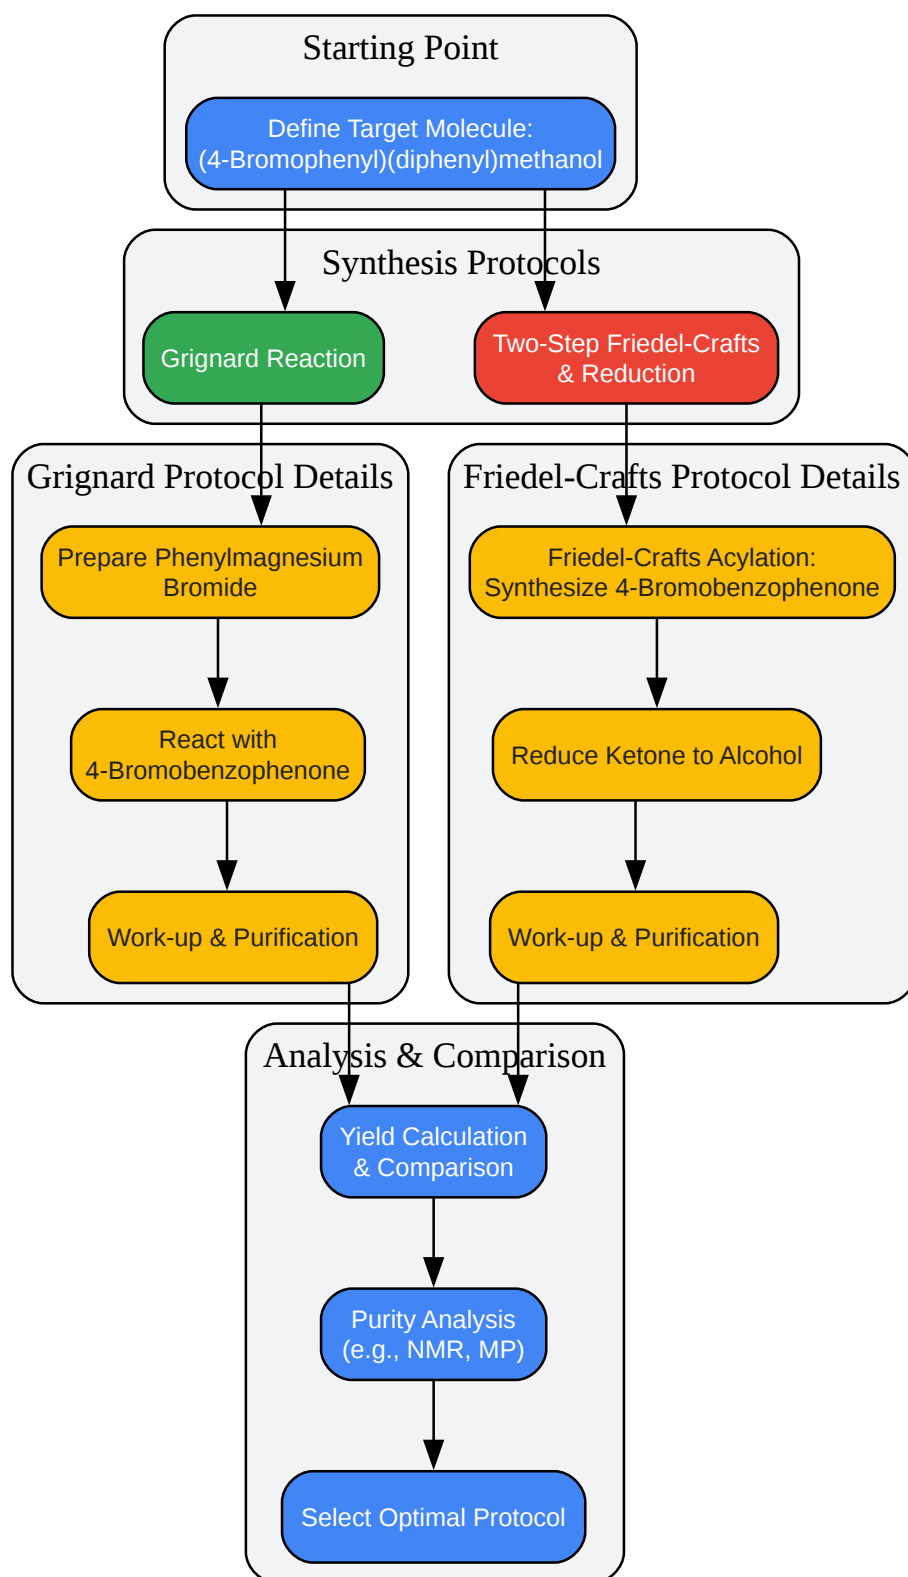 Starting Point
Define Target Molecule:
(4-Bromophenyl)(diphenyl)methanol
Synthesis Protocols
Grignard Reaction
Two-Step Friedel-Crafts
& Reduction
Grignard Protocol Details
Prepare Phenylmagnesium
Bromide
React with
4-Bromobenzophenone
Work-up & Purification
Friedel-Crafts Protocol Details
Friedel-Crafts Acylation:
Synthesize 4-Bromobenzophenone
Reduce Ketone to Alcohol
Work-up & Purification
Analysis & Comparison
Yield Calculation
& Comparison
Purity Analysis
(e.g., NMR, MP)
Select Optimal Protocol